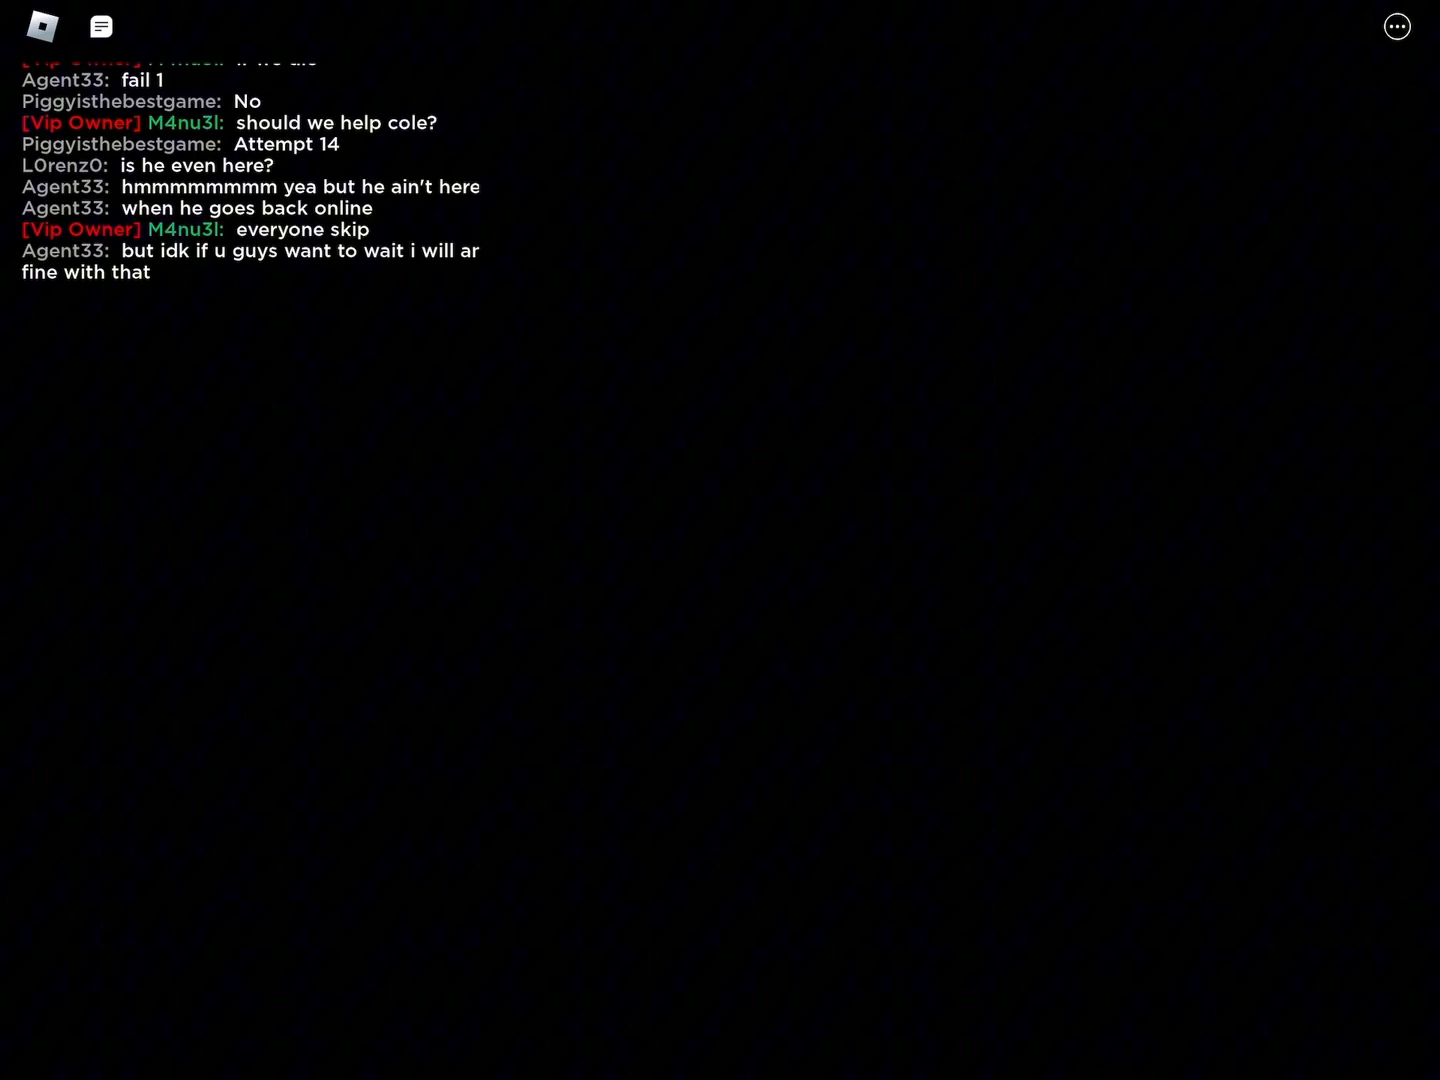 Agent33: fail 1
Piggyisthebestgame: No
[Vip Owner] M4nu3l: should we help cole?
Piggyisthebestgame: Attempt 14
L0renz0: is he even here?
Agent33: hmmmmmmmm yea but he ain't here
Agent33: when he goes back online
[Vip Owner] M4nu3l: everyone skip
Agent33: but idk if u guys want to wait i will ar
fine with that